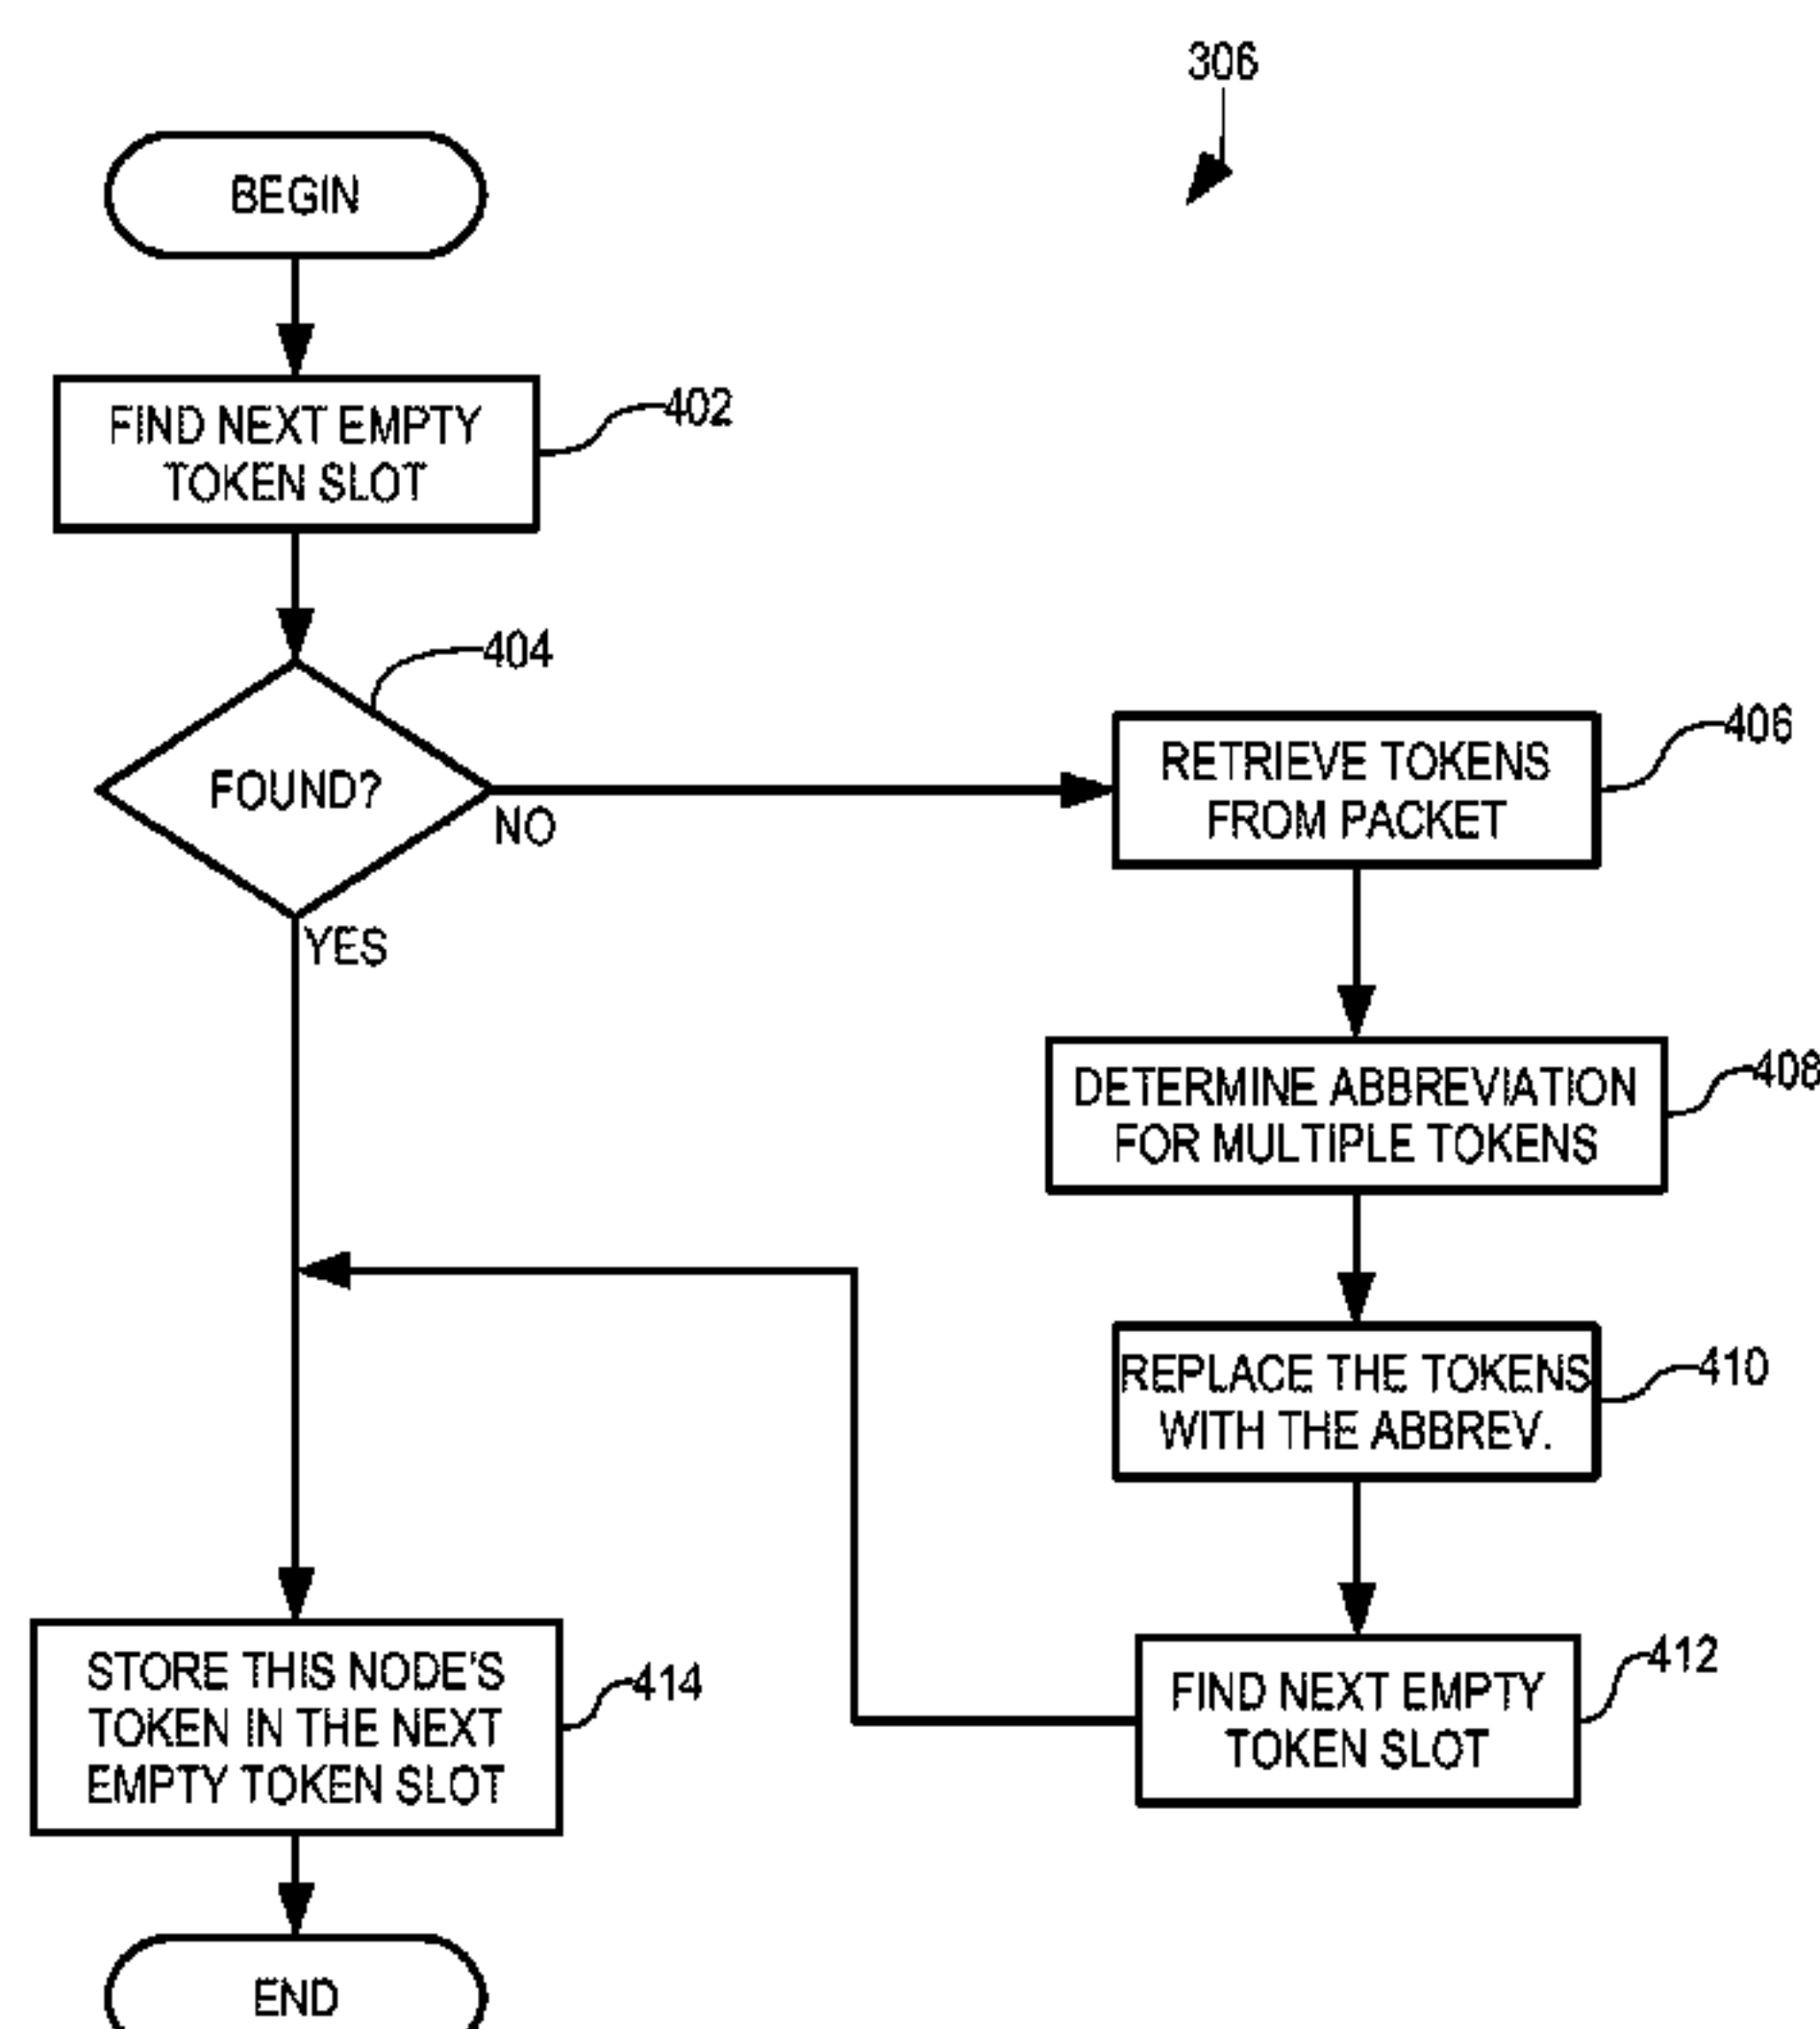 306
BEGIN
FIND NEXT EMPTY
TOKEN SLOT
402
404
FOUND?
NO
YES
RETRIEVE TOKENS
FROM PACKET
406
DETERMINE ABBREVIATION
FOR MULTIPLE TOKENS
408
REPLACE THE TOKENS
WITH THE ABBREV.
410
FIND NEXT EMPTY
TOKEN SLOT
412
STORE THIS NODE'S
TOKEN IN THE NEXT
EMPTY TOKEN SLOT
414
END